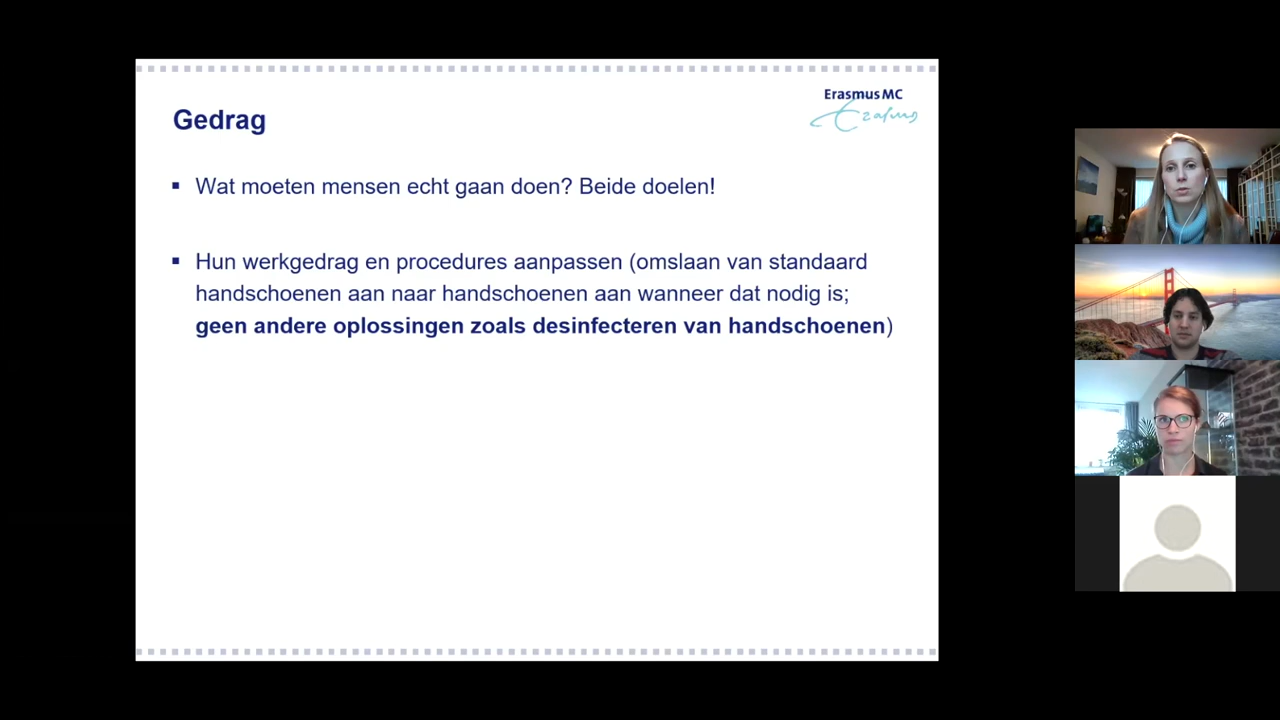 Erasmus MC
Erasmus
Gedrag
Wat moeten mensen echt gaan doen? Beide doelen!
Hun werkgedrag en procedures aanpassen (omslaan van standaard
handschoenen aan naar handschoenen aan wanneer dat nodig is;
geen andere oplossingen zoals desinfecteren van handschoenen)